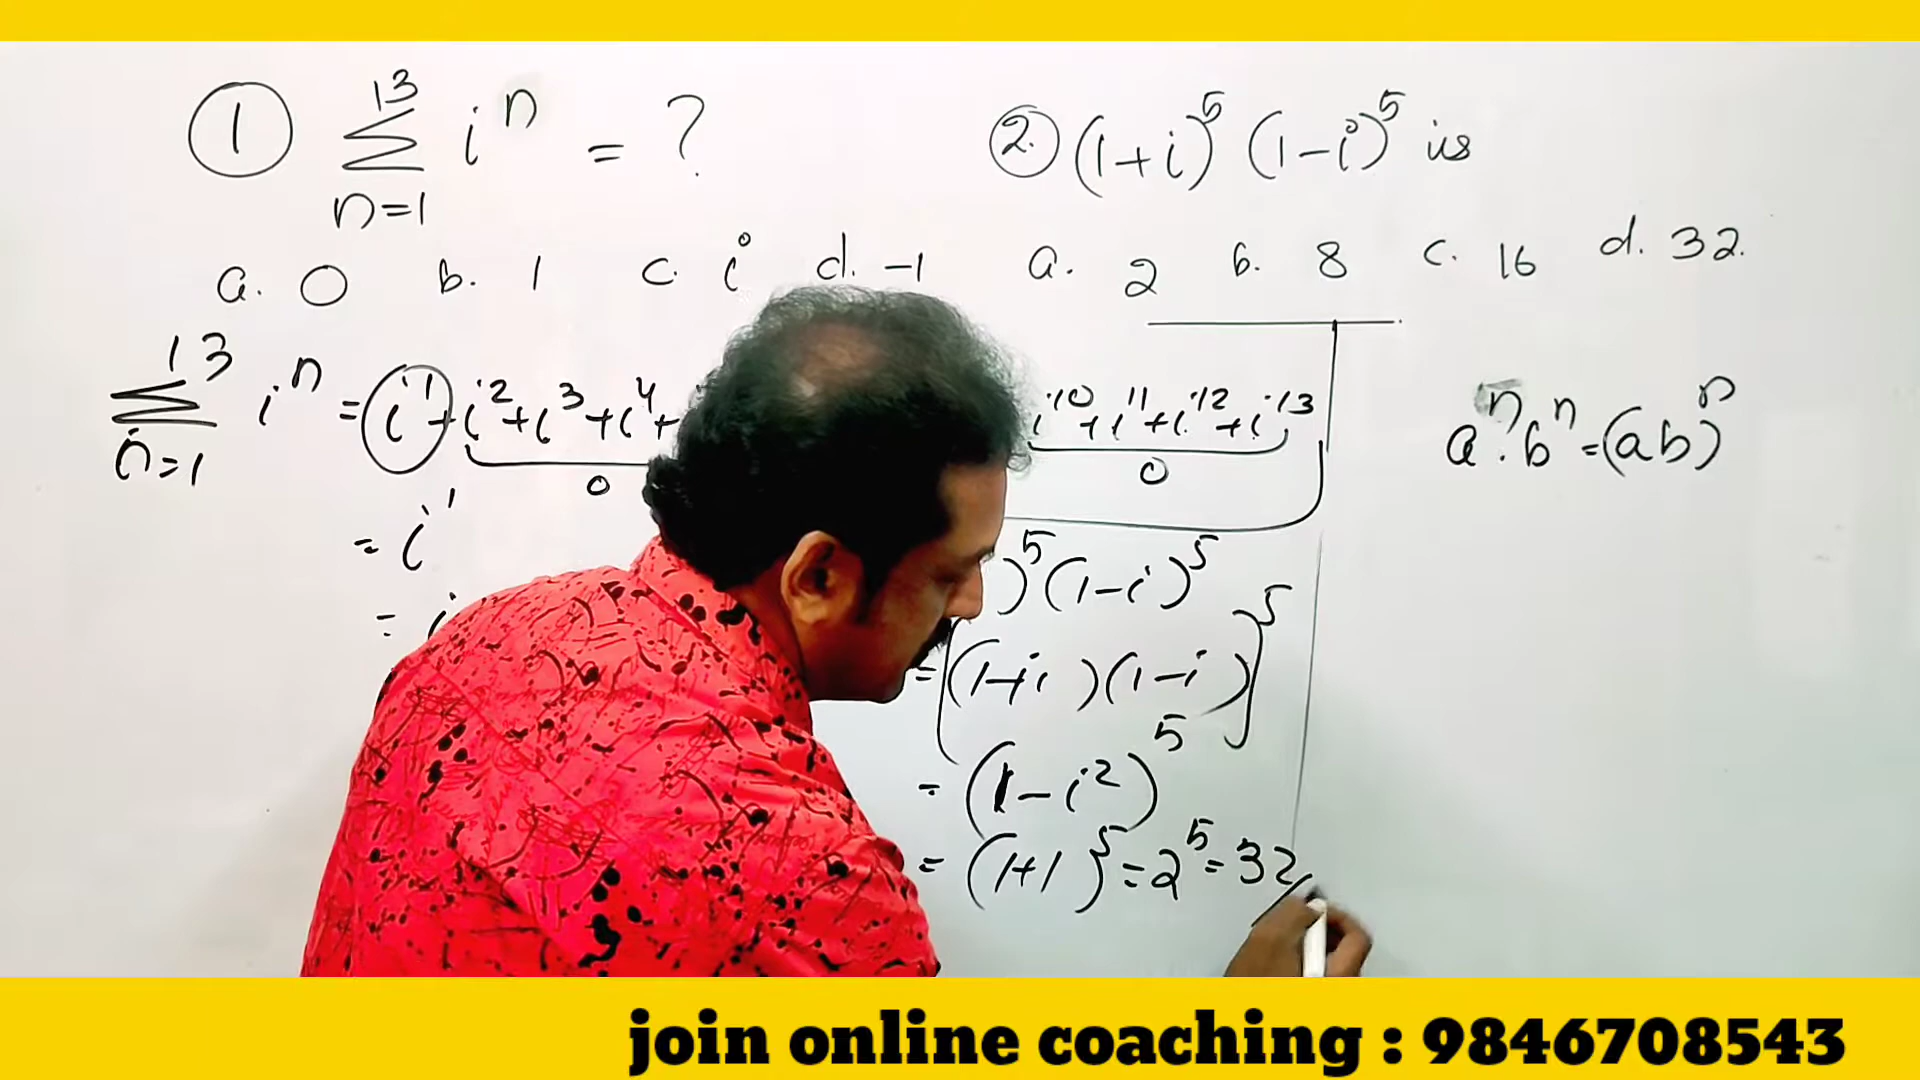 ① ∑_{n=1}^{13} i^n = ?
a. 0 b. 1 c. i d. -1
∑_{n=1}^{13} i^n = i^1 + i^2 + i^3 + i^4 +
i^10 + i^11 + i^12 + i^13
0 0
= i^1
= i
② (1+i)^5 (1-i)^5 is
a. 2 b. 8 c. 16 d. 32.
a^n . b^n = (ab)^n
)^5 (1-i)^5
= [(1+i)(1-i)]^5
= (1-i^2)^5
= (1+1)^5 = 2^5 = 32
join online coaching : 9846708543